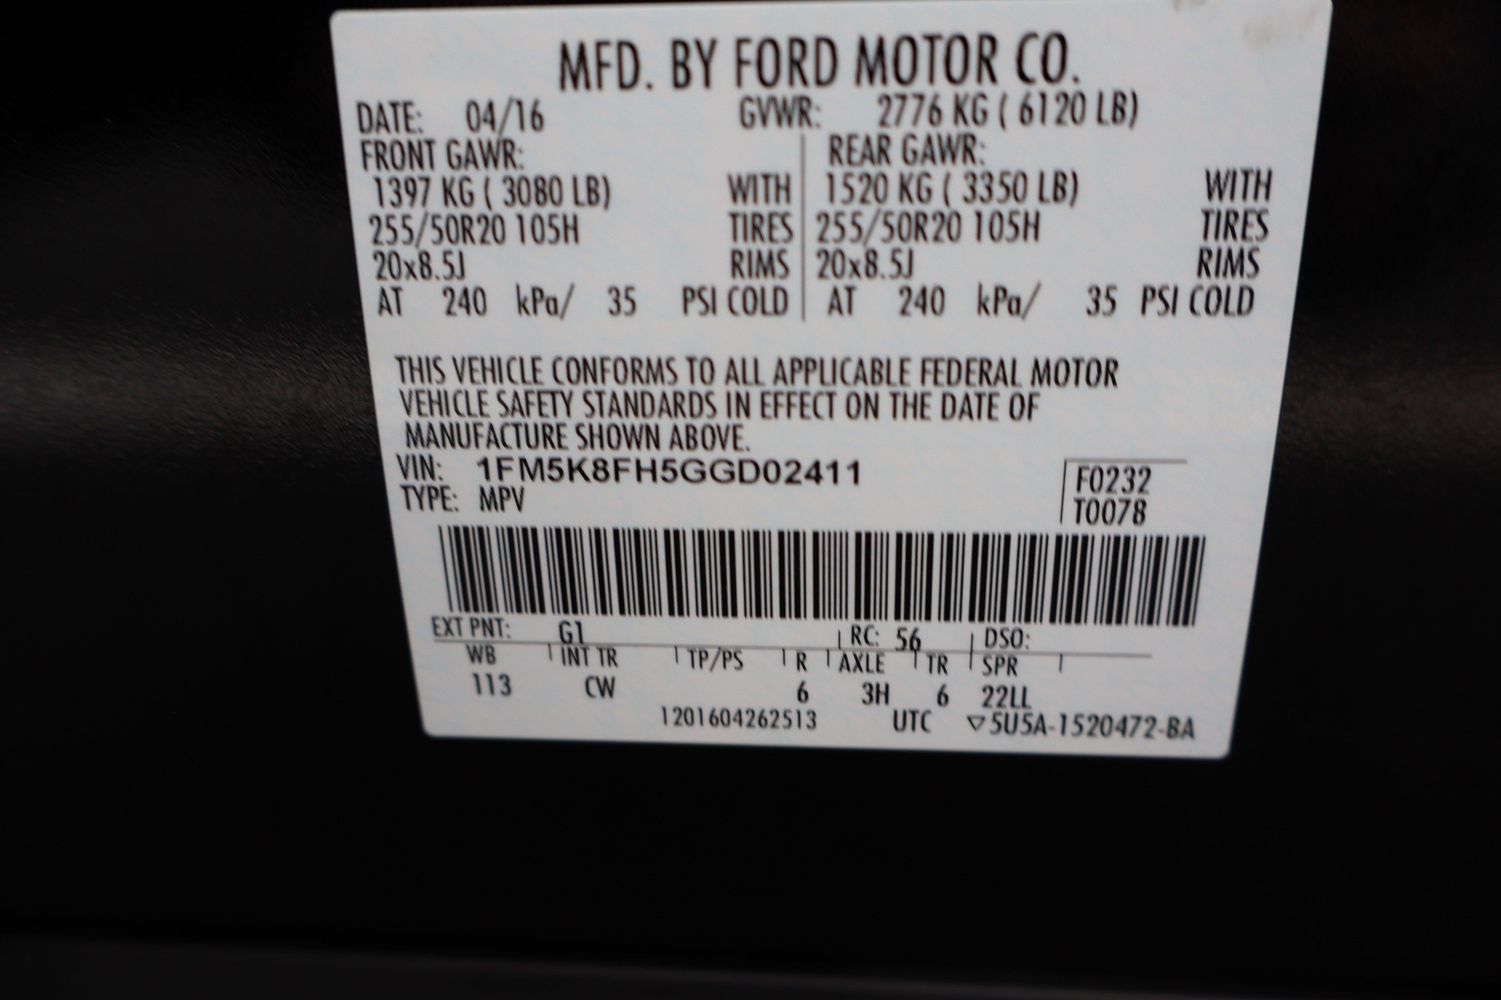 MFD. BY FORD MOTOR CO.
DATE: 04/16 GVWR: 2776 KG ( 6120 LB)
FRONT GAWR: REAR GAWR:
1397 KG ( 3080 LB) WITH 1520 KG ( 3350 LB) WITH
255/50R20 105H TIRES 255/50R20 105H TIRES
20x8.5J RIMS 20x8.5J RIMS
AT 240 kPa/ 35 PSI COLD AT 240 kPa/ 35 PSI COLD
THIS VEHICLE CONFORMS TO ALL APPLICABLE FEDERAL MOTOR
VEHICLE SAFETY STANDARDS IN EFFECT ON THE DATE OF
MANUFACTURE SHOWN ABOVE.
VIN: 1FM5K8FH5GGD02411 F0232
TYPE: MPV T0078
EXT PNT: G1 RC: 56 DSO:
WB INT TR TP/PS R AXLE TR SPR
113 CW 6 3H 6 22LL
1201604262513 UTC ▽5U5A-1520472-BA